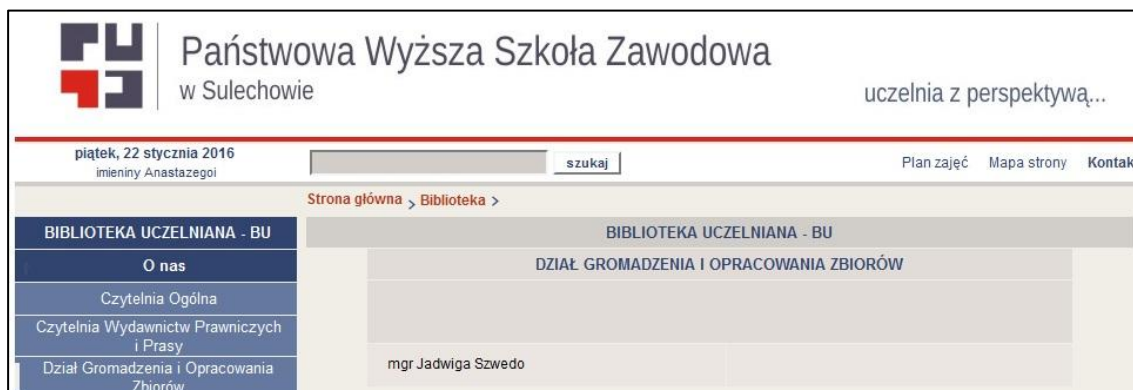 Państwowa Wyższa Szkoła Zawodowa
w Sulechowie
uczelnia z perspektywą...
piątek, 22 stycznia 2016
imieniny Anastazegoi
szukaj
Plan zajęć Mapa strony Kontak
Strona główna > Biblioteka >
BIBLIOTEKA UCZELNIANA - BU
O nas
Czytelnia Ogólna
Czytelnia Wydawnictw Prawniczych
i Prasy
Dział Gromadzenia i Opracowania
Zbiorów
BIBLIOTEKA UCZELNIANA - BU
DZIAŁ GROMADZENIA I OPRACOWANIA ZBIORÓW
mgr Jadwiga Szwedo